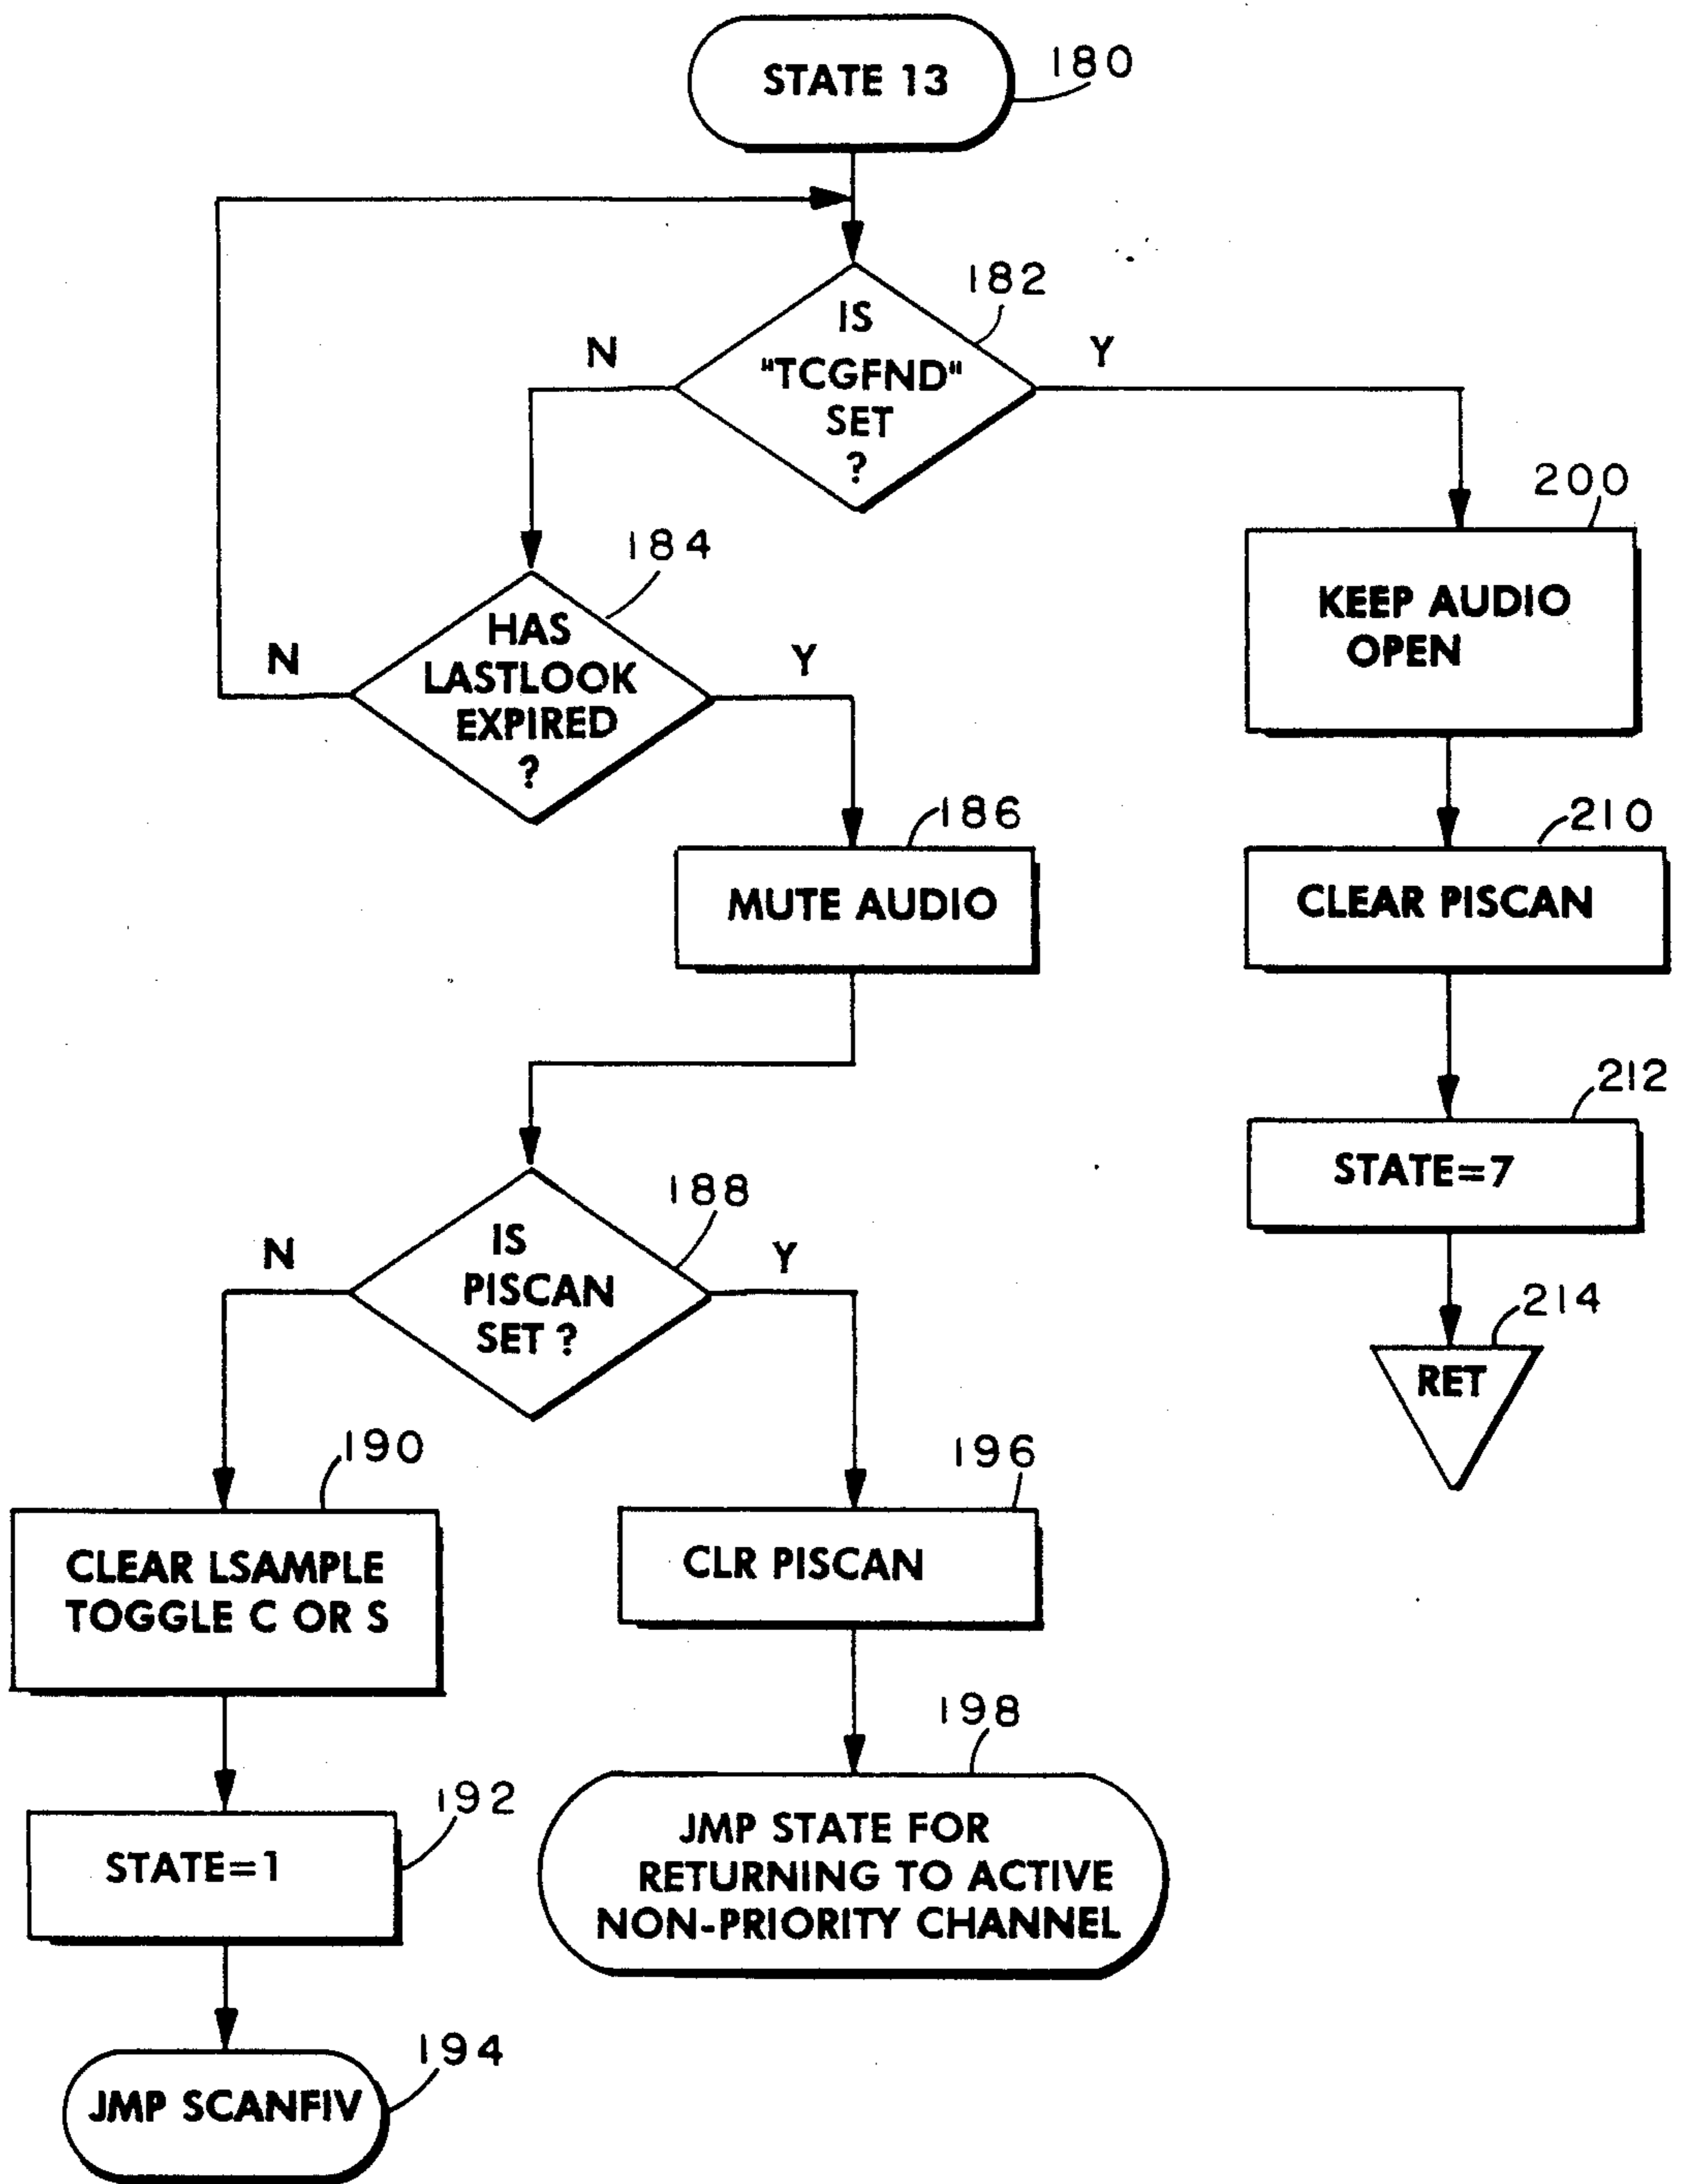 STATE 13
180
IS
"TCGFND"
SET
?
182
N
Y
HAS
LASTLOOK
EXPIRED
?
184
N
Y
200
KEEP AUDIO
OPEN
186
MUTE AUDIO
210
CLEAR PISCAN
212
STATE=7
214
RET
IS
PISCAN
SET ?
188
N
Y
190
CLEAR LSAMPLE
TOGGLE C OR S
196
CLR PISCAN
192
STATE=1
198
JMP STATE FOR
RETURNING TO ACTIVE
NON-PRIORITY CHANNEL
194
JMP SCANFIV